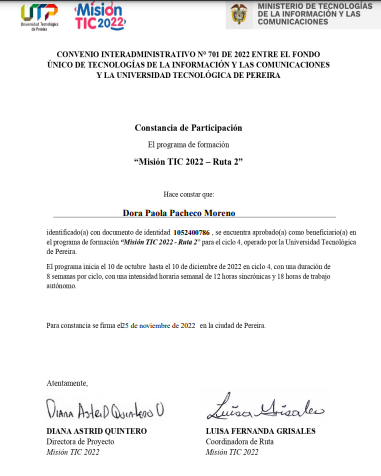 UTP
Universidad Tecnológica
de Pereira
Misión
TIC2022
MINISTERIO DE TECNOLOGÍAS
DE LA INFORMACIÓN Y LAS
COMUNICACIONES
CONVENIO INTERADMINISTRATIVO Nº 701 DE 2022 ENTRE EL FONDO
ÚNICO DE TECNOLOGÍAS DE LA INFORMACIÓN Y LAS COMUNICACIONES
Y LA UNIVERSIDAD TECNOLÓGICA DE PEREIRA
Constancia de Participación
El programa de formación
“Misión TIC 2022 – Ruta 2”
Hace constar que:
Dora Paola Pacheco Moreno
identificado(a) con documento de identidad 1052400786 , se encuentra aprobado(a) como beneficiario(a) en
el programa de formación “Misión TIC 2022 - Ruta 2” para el ciclo 4, operado por la Universidad Tecnológica
de Pereira.
El programa inicia el 10 de octubre hasta el 10 de diciembre de 2022 en ciclo 4, con una duración de
8 semanas por ciclo, con una intensidad horaria semanal de 12 horas sincrónicas y 18 horas de trabajo
autónomo.
Para constancia se firma el25 de noviembre de 2022 en la ciudad de Pereira.
Atentamente,
Diana Astrid Quintero U Luisa Grisales
DIANA ASTRID QUINTERO LUISA FERNANDA GRISALES
Directora de Proyecto Coordinadora de Ruta
Misión TIC 2022 Misión TIC 2022